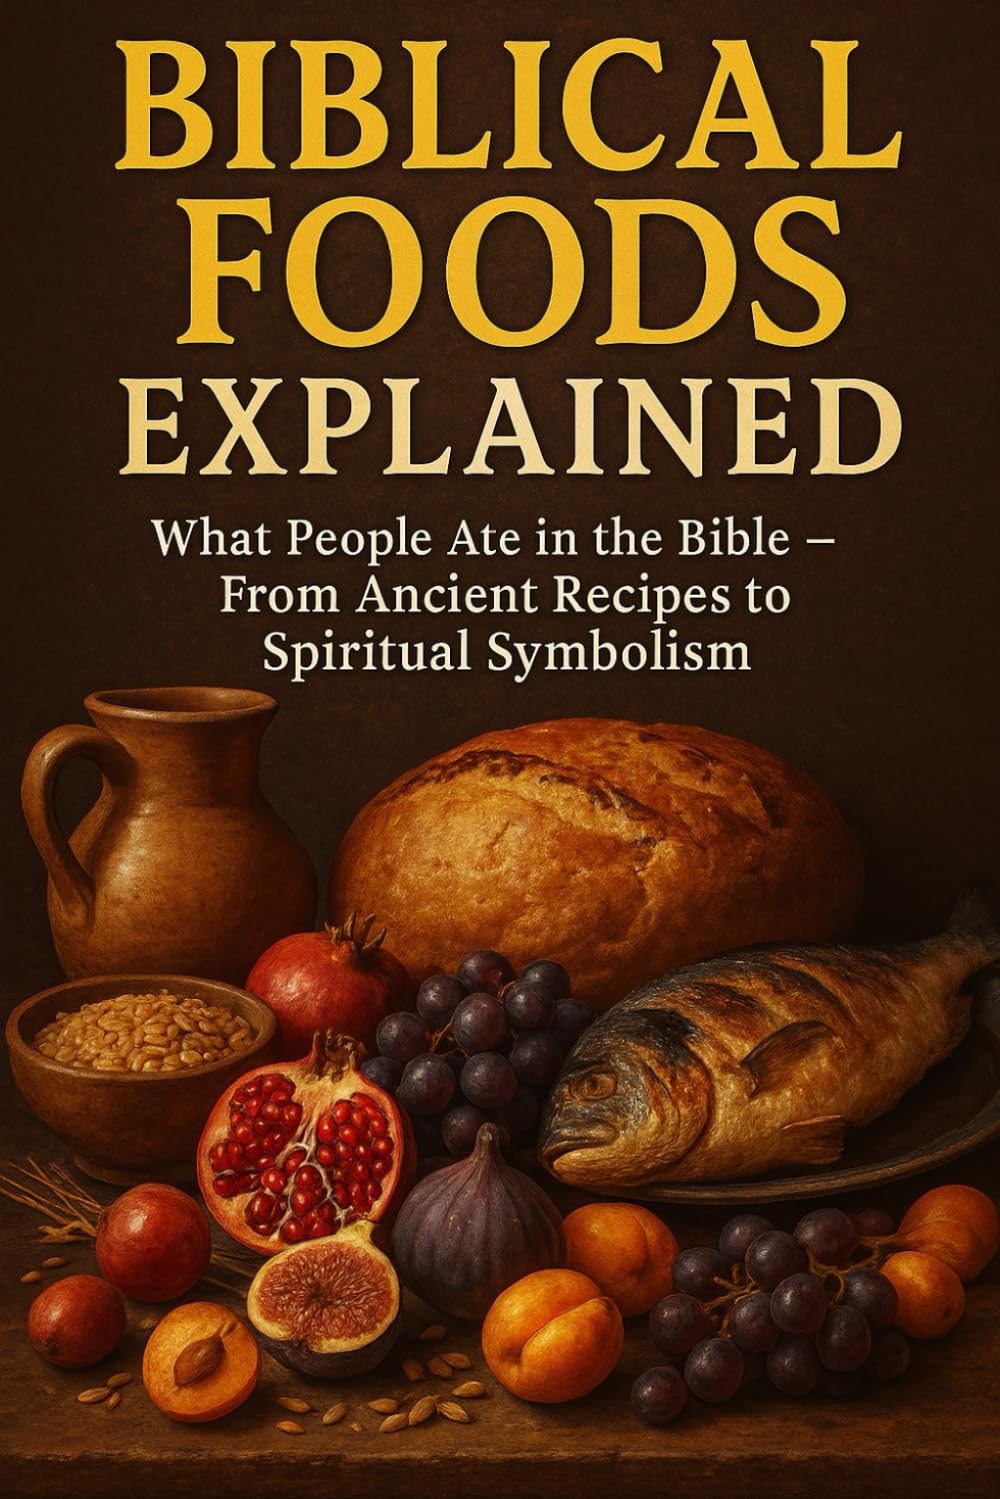 BIBLICAL
FOODS
EXPLAINED
What People Ate in the Bible –
From Ancient Recipes to
Spiritual Symbolism